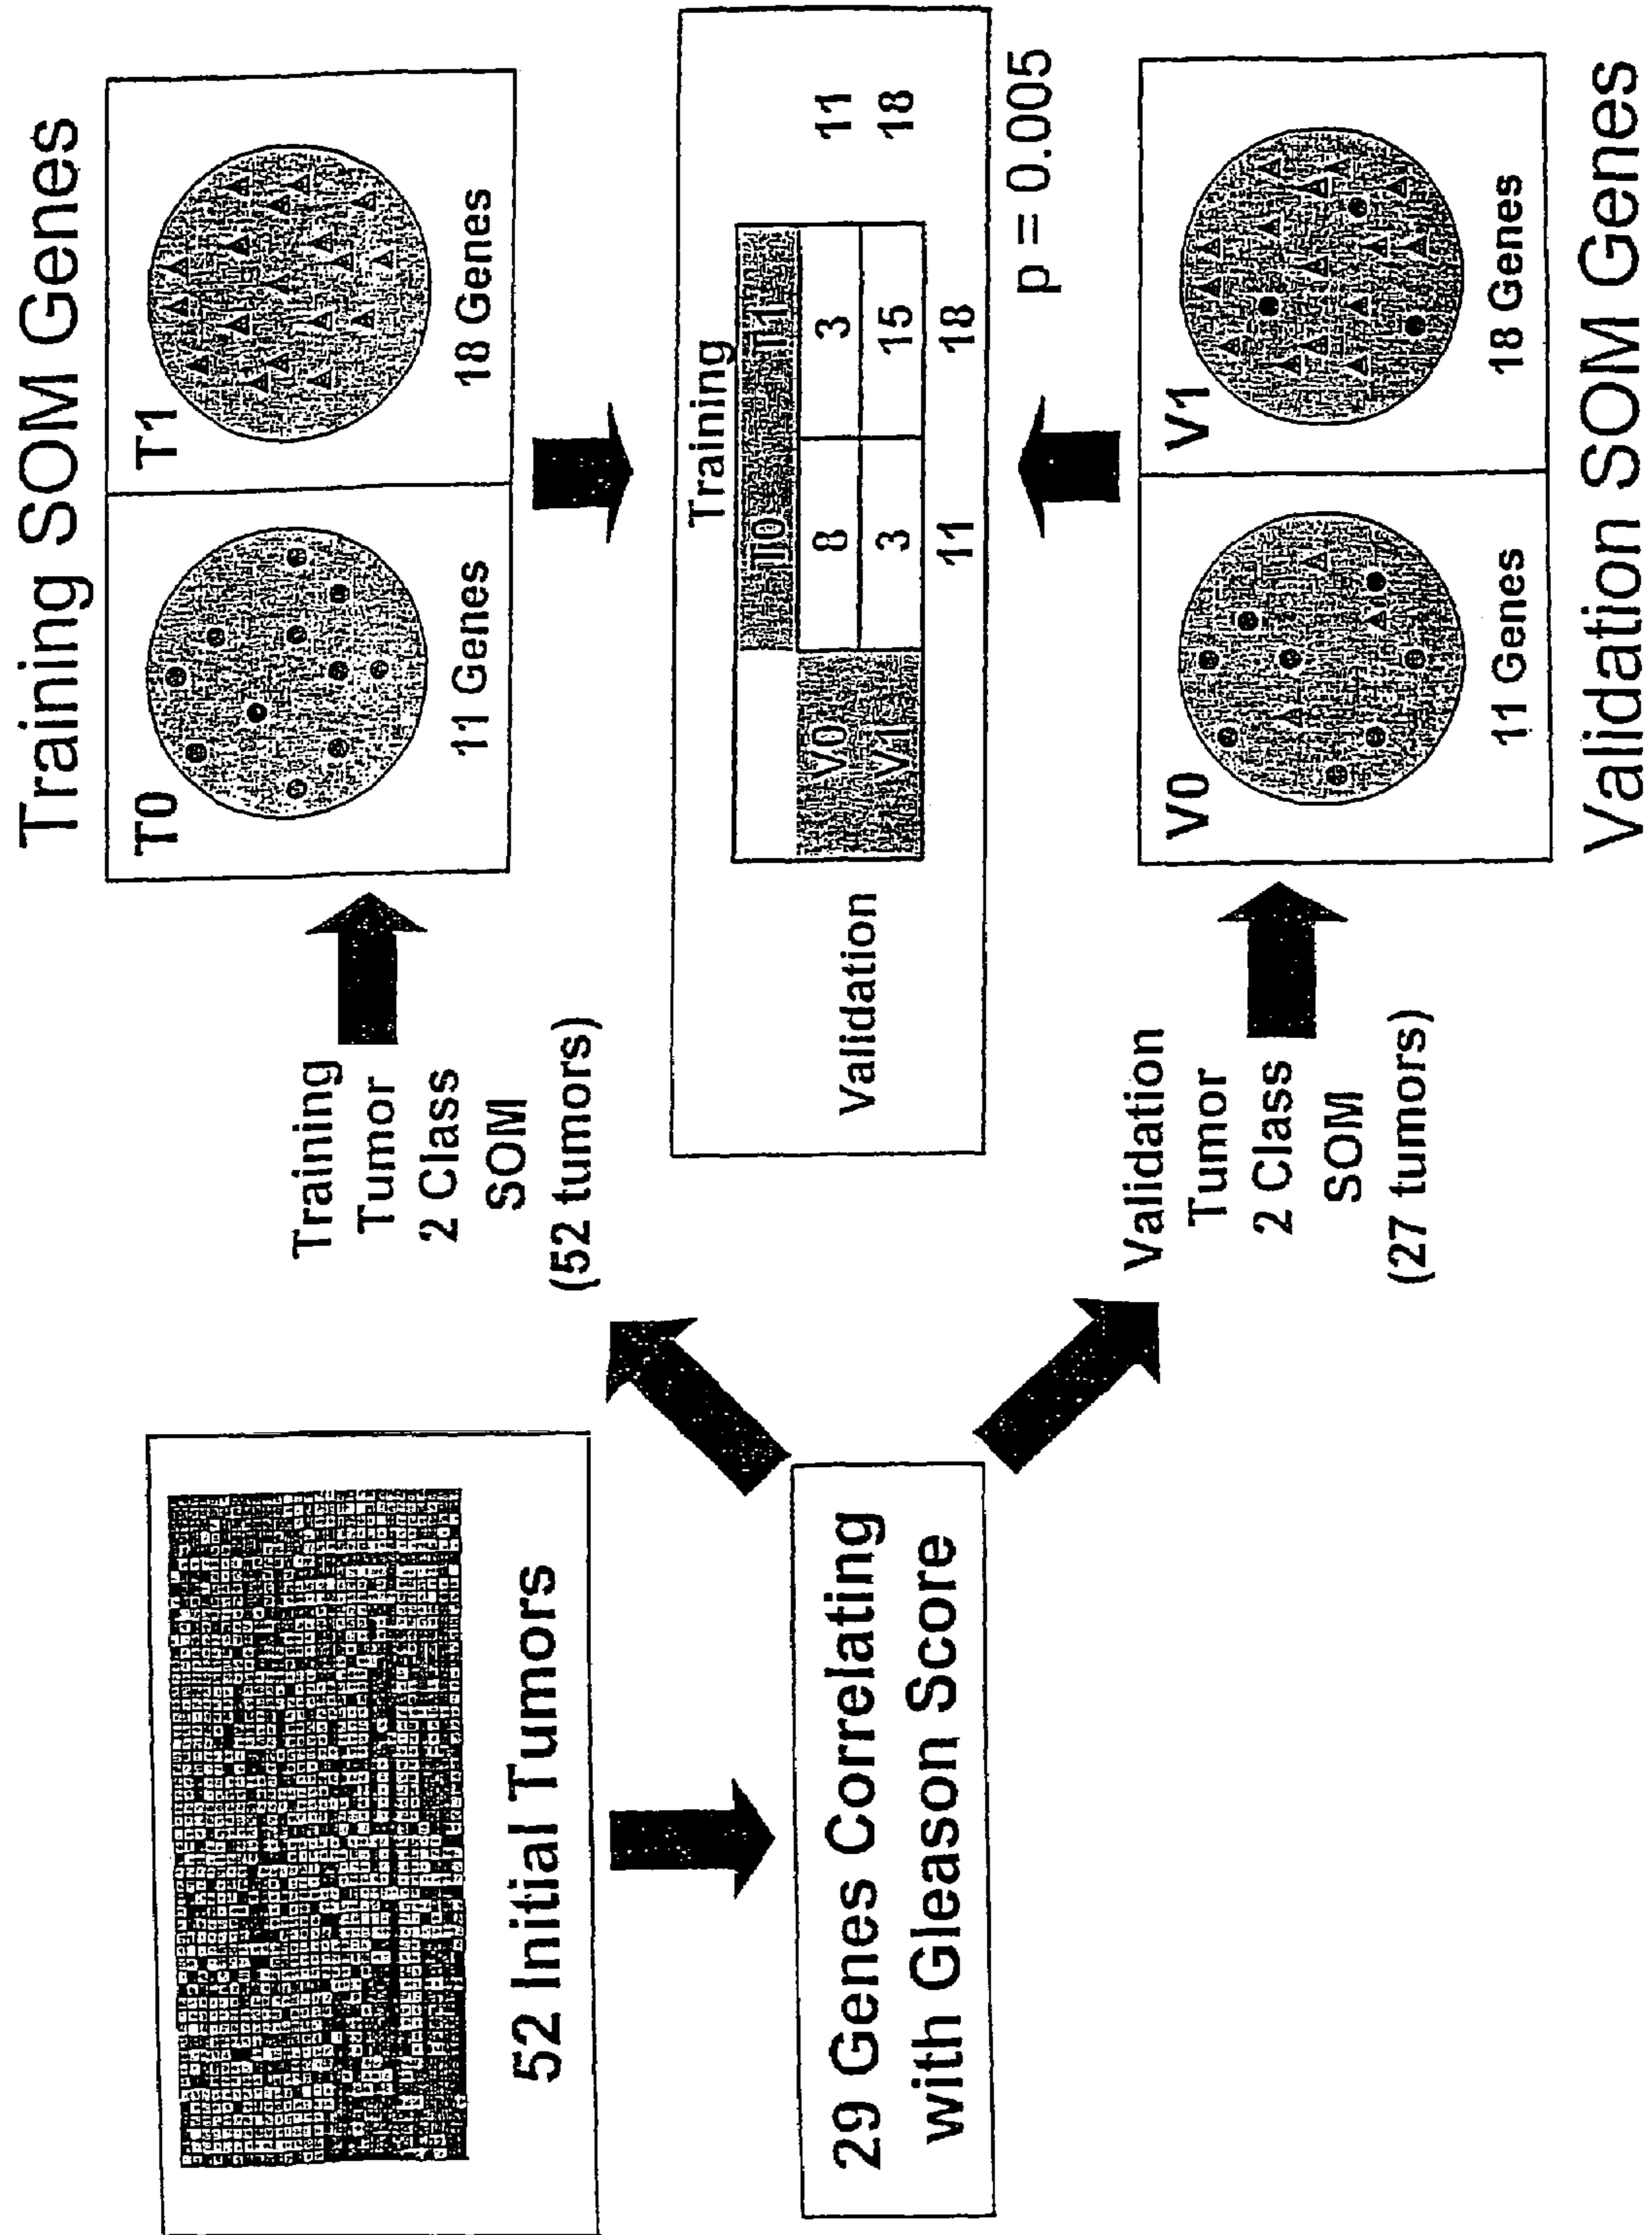 52 Initial Tumors
29 Genes Correlating
with Gleason Score
Training
Tumor
2 Class
SOM
(52 tumors)
Validation
Tumor
2 Class
SOM
(27 tumors)
Training SOM Genes
T0
11 Genes
T1
18 Genes
Training
T0 T1
Validation
V0 8 3 11
V1 3 15 18
11 18
p = 0.005
V0
11 Genes
V1
18 Genes
Validation SOM Genes